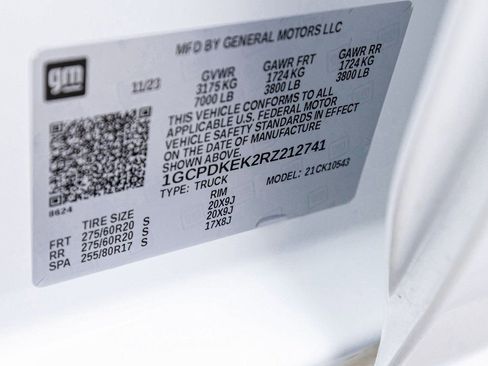 gm
MFD BY GENERAL MOTORS LLC
11/23 GVWR GAWR FRT GAWR RR
3175 KG 1724 KG 1724 KG
7000 LB 3800 LB 3800 LB
THIS VEHICLE CONFORMS TO ALL
APPLICABLE U.S. FEDERAL MOTOR
VEHICLE SAFETY STANDARDS IN EFFECT
ON THE DATE OF MANUFACTURE
SHOWN ABOVE.
1GCPDKEK2RZ212741
TYPE: TRUCK MODEL: 21CK10543
8624
TIRE SIZE RIM
FRT 275/60R20 S 20X9J
RR 275/60R20 S 20X9J
SPA 255/80R17 S 17X8J